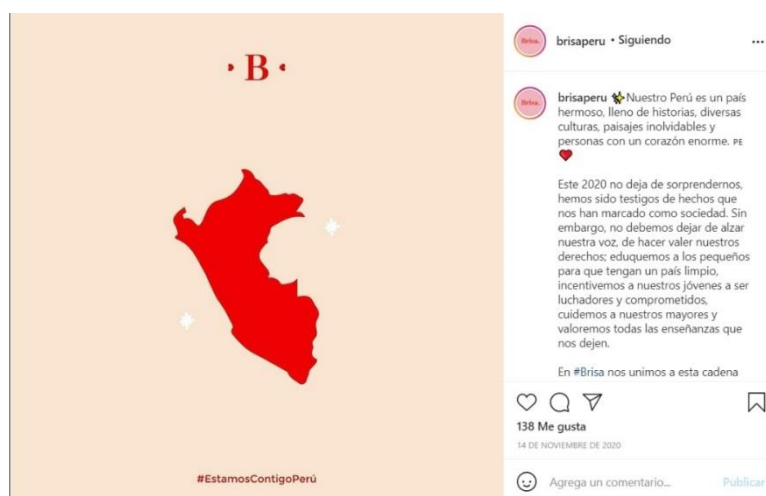 B
#EstamosContigoPerú
Brisa.
brisaperu • Siguiendo
...
Brisa.
brisaperu ✨Nuestro Perú es un país
hermoso, lleno de historias, diversas
culturas, paisajes inolvidables y
personas con un corazón enorme. PE
❤️
Este 2020 no deja de sorprendernos,
hemos sido testigos de hechos que
nos han marcado como sociedad. Sin
embargo, no debemos dejar de alzar
nuestra voz, de hacer valer nuestros
derechos; eduquemos a los pequeños
para que tengan un país limpio,
incentivemos a nuestros jóvenes a ser
luchadores y comprometidos,
cuidemos a nuestros mayores y
valoremos todas las enseñanzas que
nos dejen.
En #Brisa nos unimos a esta cadena
138 Me gusta
14 DE NOVIEMBRE DE 2020
Agrega un comentario... Publicar